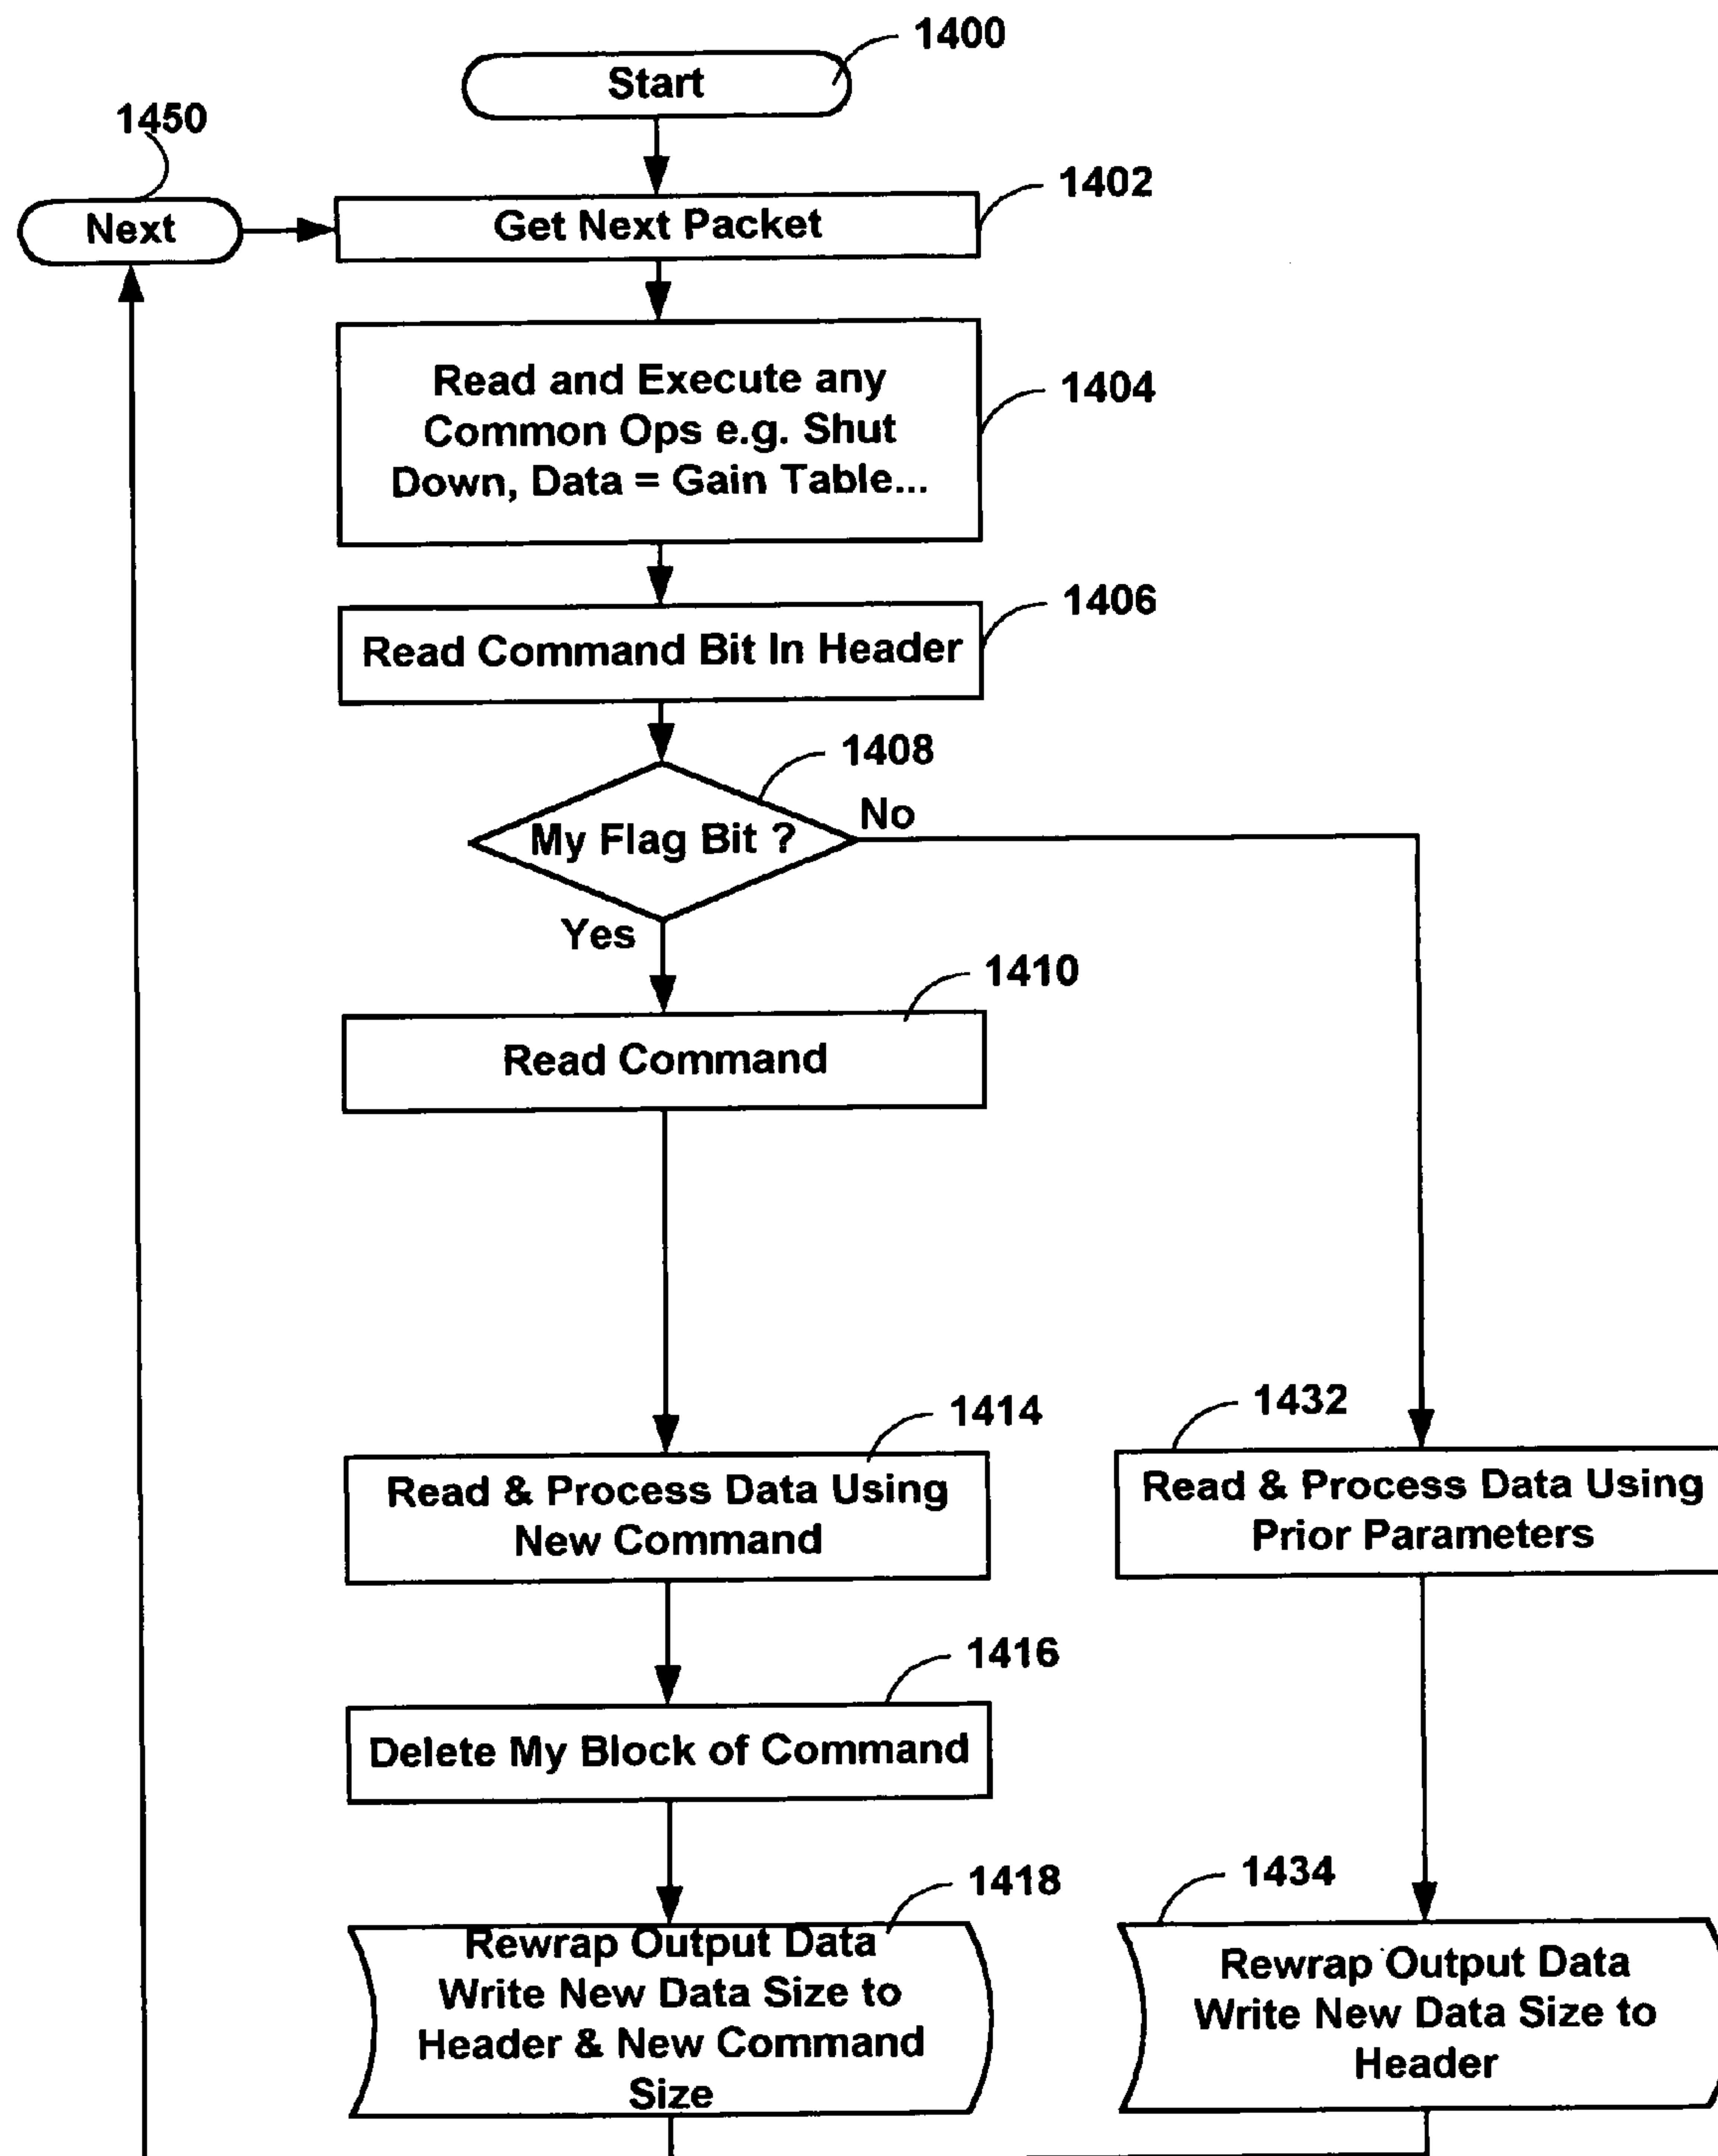 1400
Start
1450
1402
Next
Get Next Packet
Read and Execute any
Common Ops e.g. Shut
Down, Data = Gain Table...
1404
1406
Read Command Bit In Header
1408
My Flag Bit ?
No
Yes
1410
Read Command
1414
1432
Read & Process Data Using
New Command
Read & Process Data Using
Prior Parameters
1416
Delete My Block of Command
1418
1434
Rewrap Output Data
Write New Data Size to
Header & New Command
Size
Rewrap Output Data
Write New Data Size to
Header